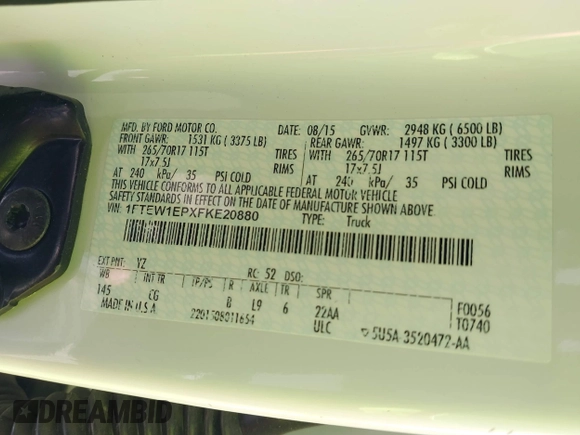 MFD. BY FORD MOTOR CO.
DATE: 08/15 GVWR: 2948 KG ( 6500 LB)
FRONT GAWR: 1531 KG ( 3375 LB) REAR GAWR: 1497 KG ( 3300 LB)
WITH 265/70R17 115T TIRES WITH 265/70R17 115T TIRES
17x7.5J RIMS 17x7.5J RIMS
AT 240 kPa/ 35 PSI COLD AT 240 kPa/ 35 PSI COLD
THIS VEHICLE CONFORMS TO ALL APPLICABLE FEDERAL MOTOR VEHICLE
SAFETY STANDARDS IN EFFECT ON THE DATE OF MANUFACTURE SHOWN ABOVE.
VIN: 1FTEW1EPXFKE20880
TYPE: Truck
EXT PNT: YZ RC: 52 DSO:
WB INT TR TP/PS R AXLE TR SPR
145 CG B L9 6 22AA
F0056
T0740
MADE IN U.S.A 2201508011654 ULC 5U5A-3520472-AA
DREAMBID